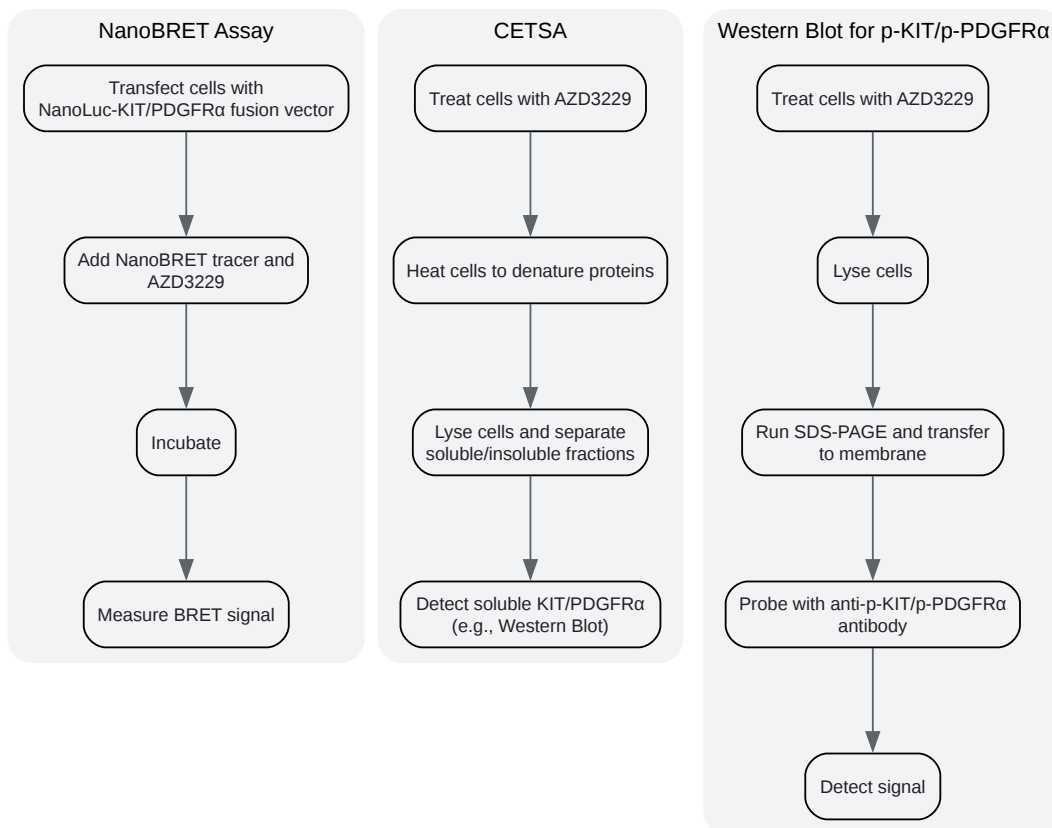 NanoBRET Assay
Transfect cells with
NanoLuc-KIT/PDGFRα fusion vector
Add NanoBRET tracer and
AZD3229
Incubate
Measure BRET signal
CETSA
Treat cells with AZD3229
Heat cells to denature proteins
Lyse cells and separate
soluble/insoluble fractions
Detect soluble KIT/PDGFRα
(e.g., Western Blot)
Western Blot for p-KIT/p-PDGFRα
Treat cells with AZD3229
Lyse cells
Run SDS-PAGE and transfer
to membrane
Probe with anti-p-KIT/p-PDGFRα
antibody
Detect signal